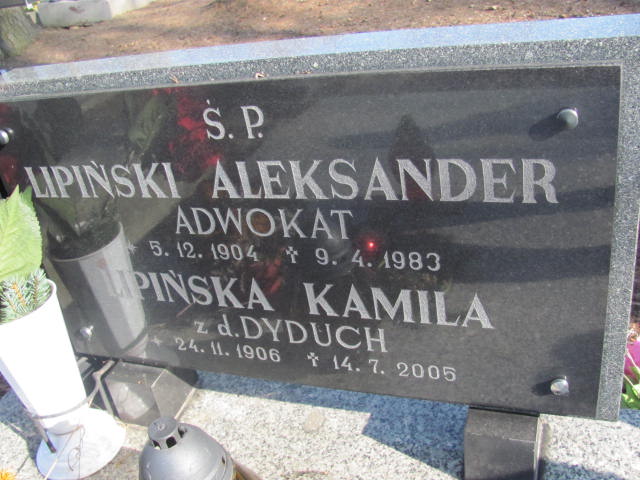 Ś. P.
LIPIŃSKI ALEKSANDER
ADWOKAT
* 5. 12. 1904 ✝ 9. 4. 1983
LIPIŃSKA KAMILA
z d. DYDUCH
* 24. 11. 1906 ✝ 14. 7. 2005